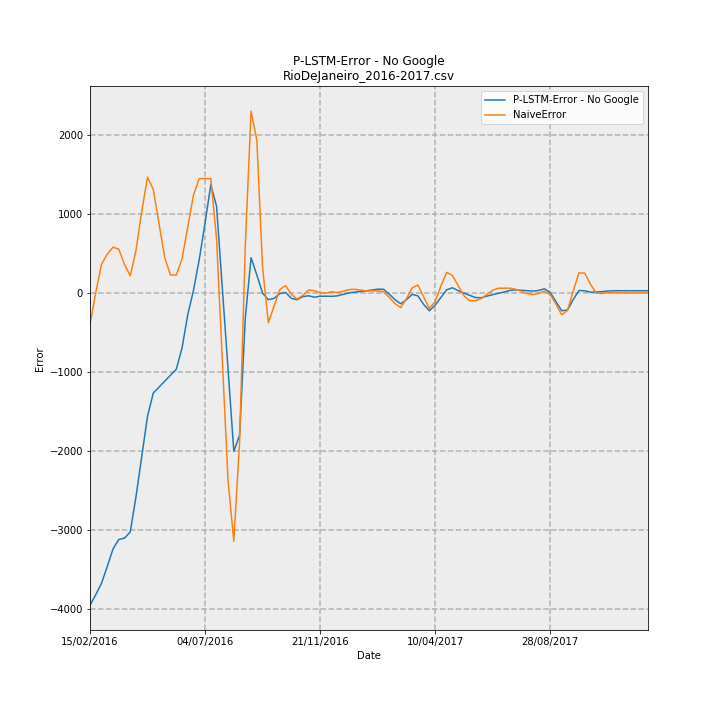 P-LSTM-Error - No Google
RioDeJaneiro_2016-2017.csv
P-LSTM-Error - No Google
NaiveError
2000
1000
0
−1000
−2000
−3000
−4000
Error
15/02/2016 04/07/2016 21/11/2016 10/04/2017 28/08/2017
Date